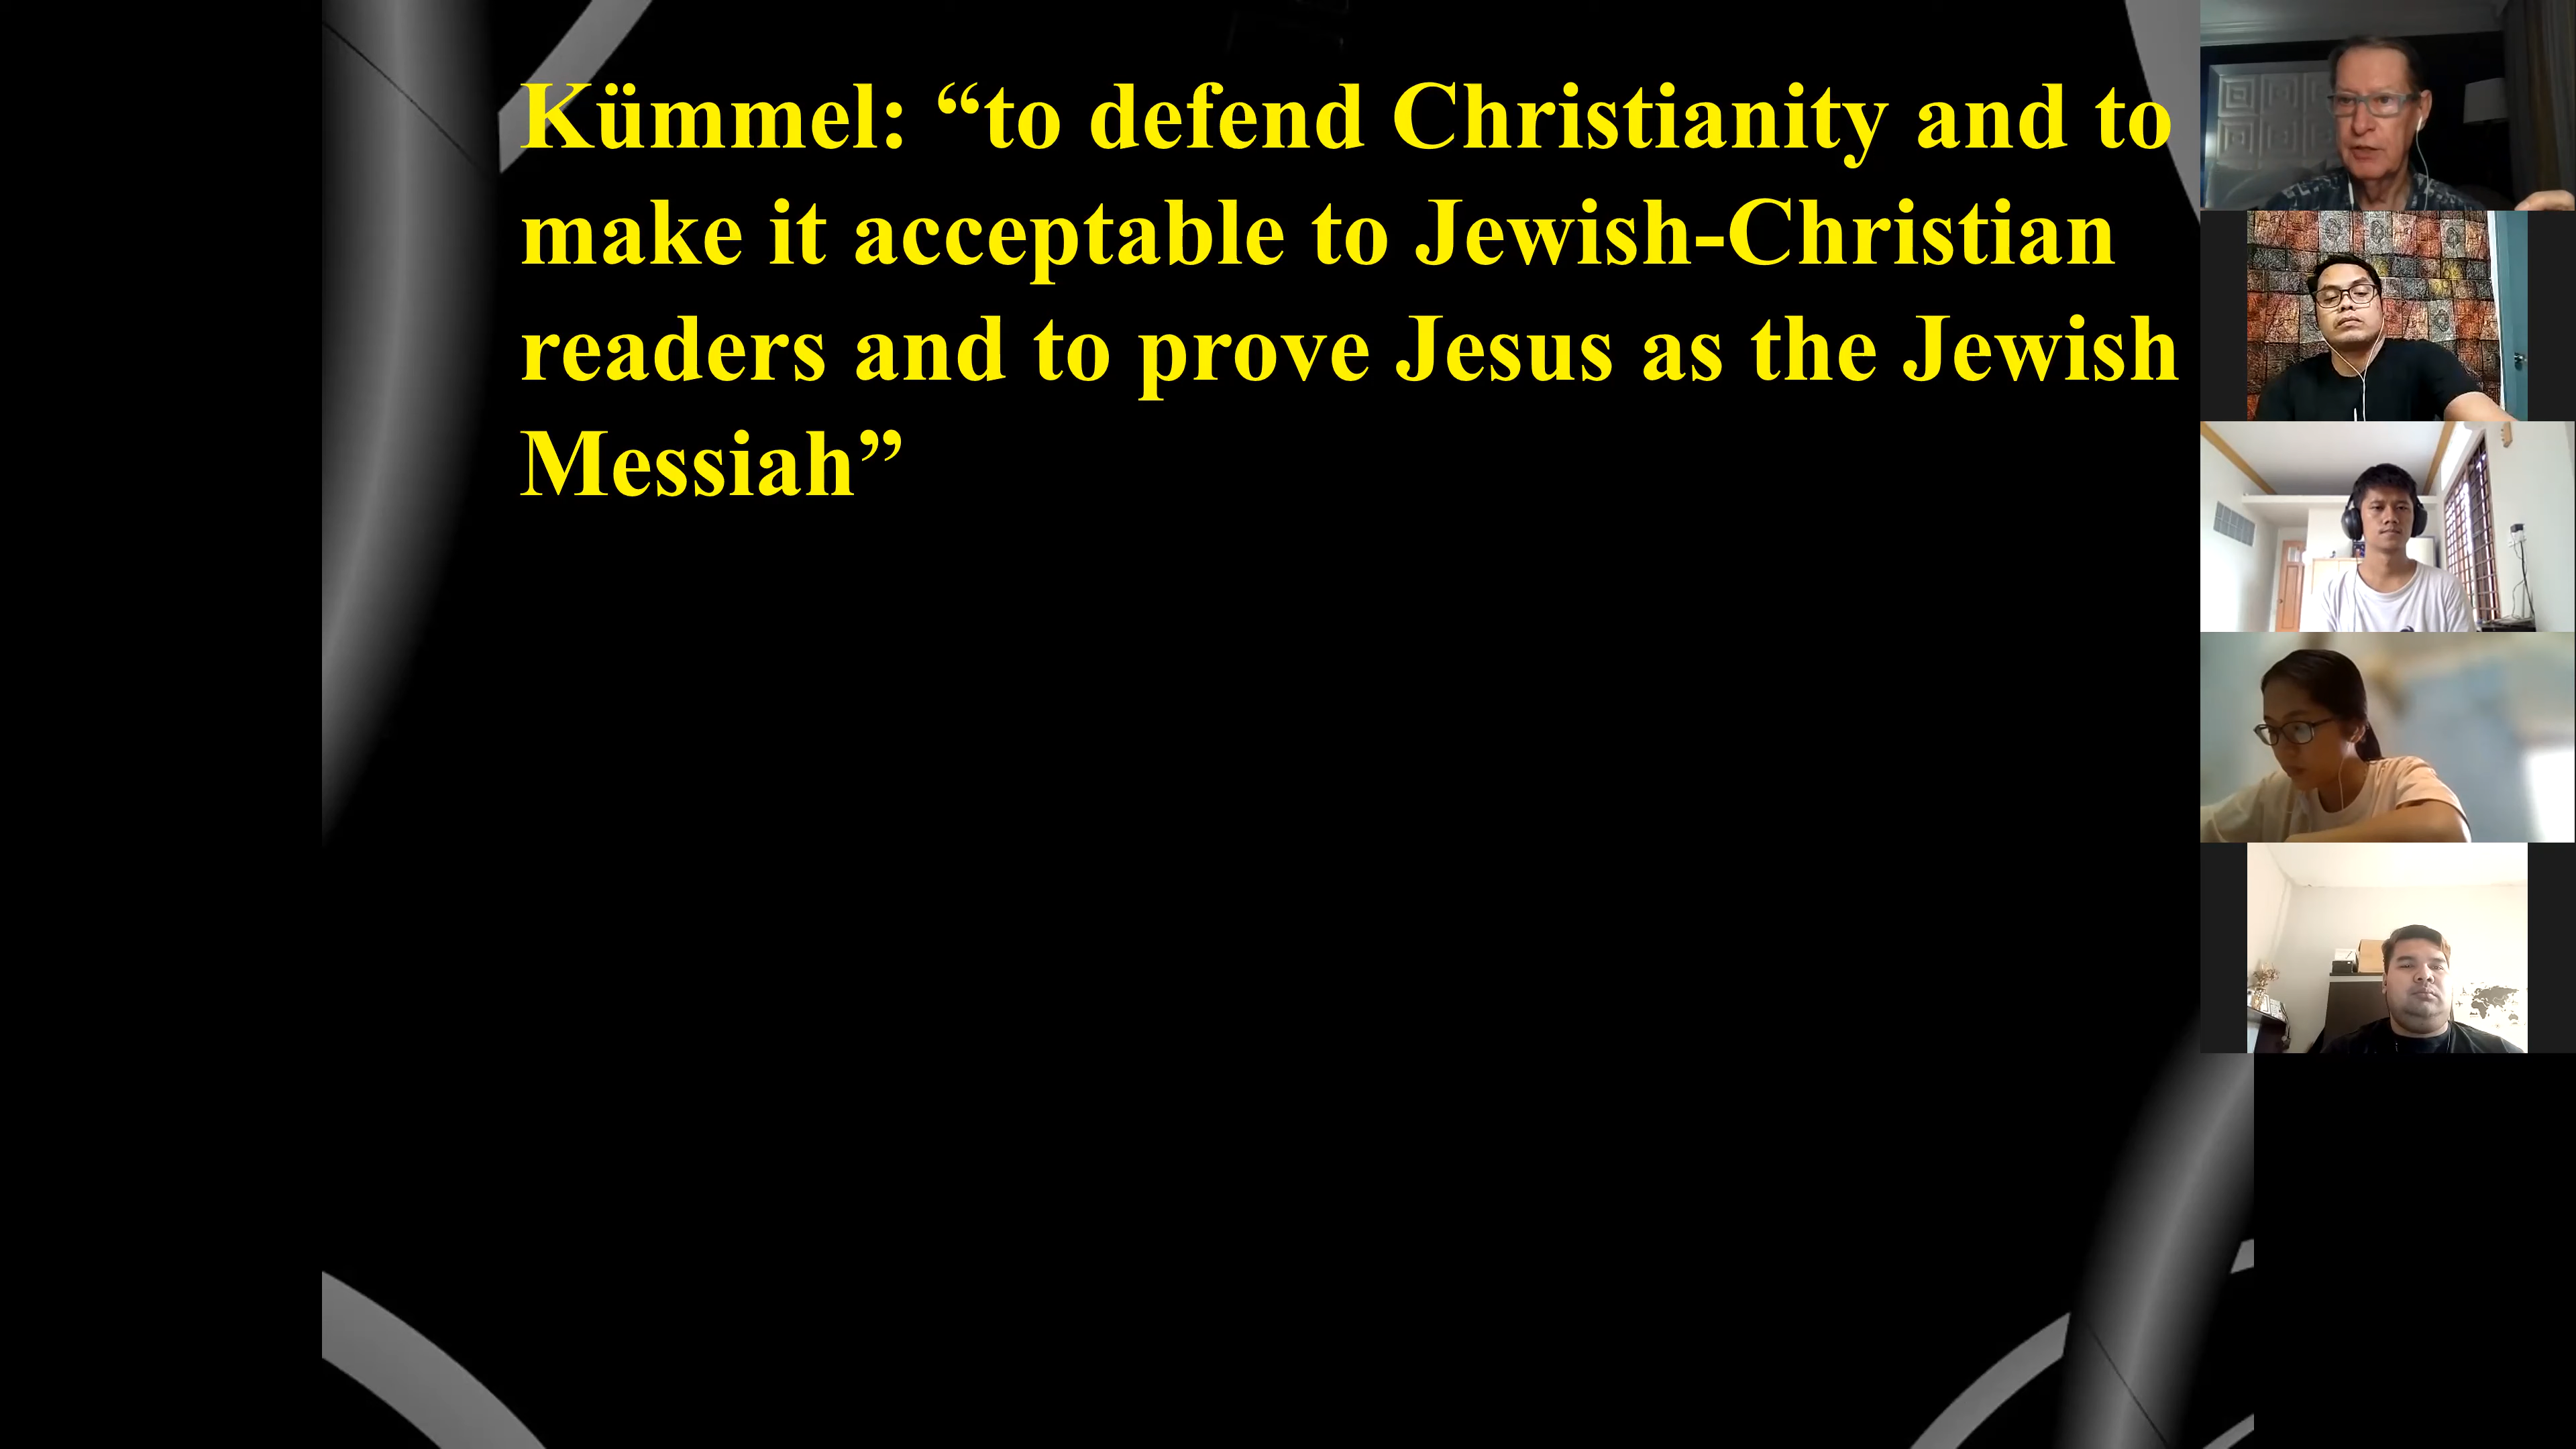 Kümmel: “to defend Christianity and to
make it acceptable to Jewish-Christian
readers and to prove Jesus as the Jewish
Messiah”